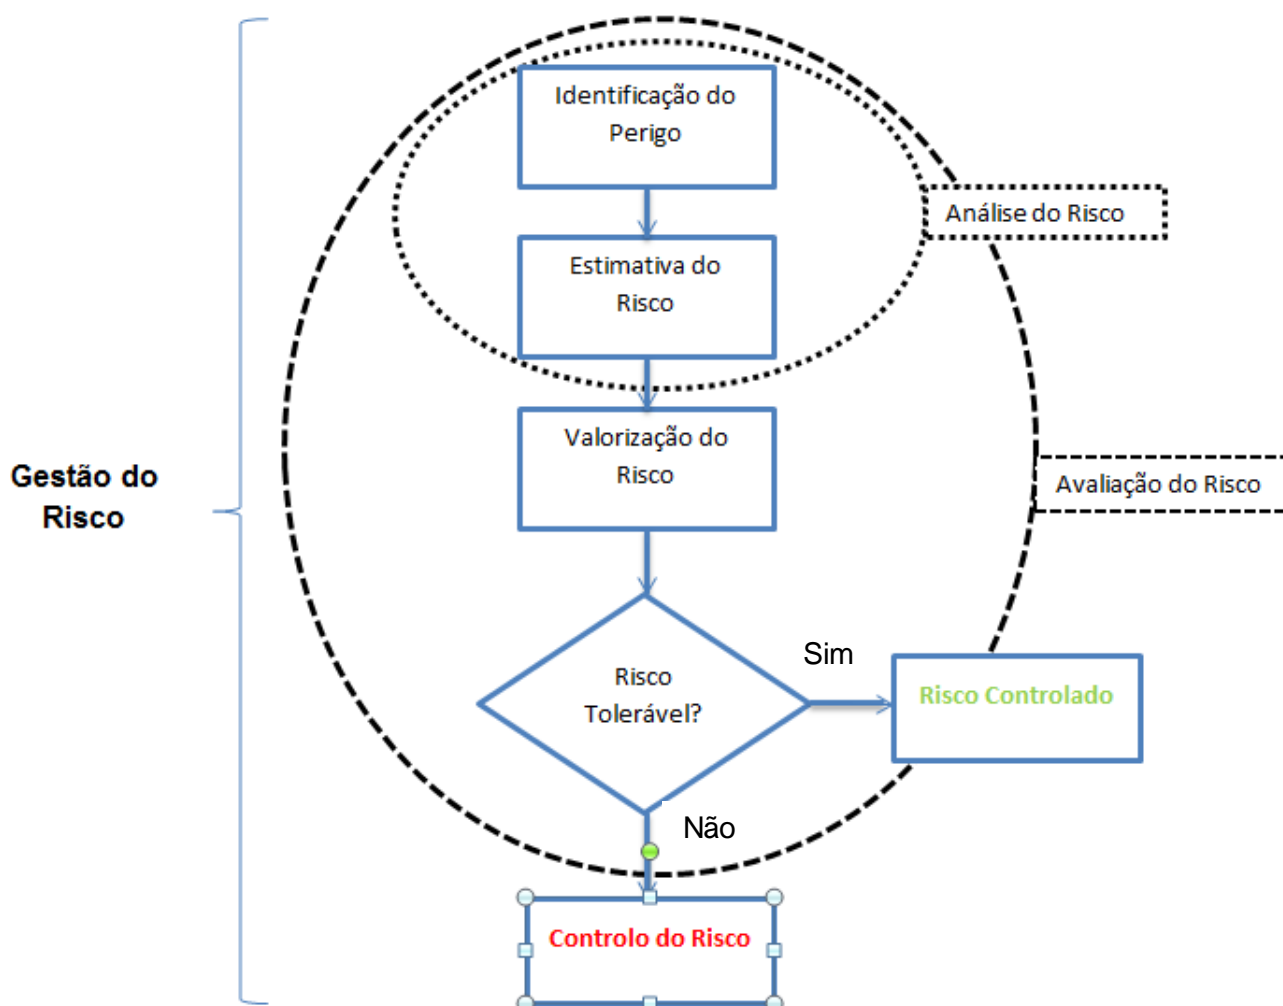 Identificação do
Perigo
Análise do Risco
Estimativa do
Risco
Valorização do
Risco
Gestão do
Risco
Avaliação do Risco
Risco
Tolerável?
Sim
Risco Controlado
Não
Controlo do Risco